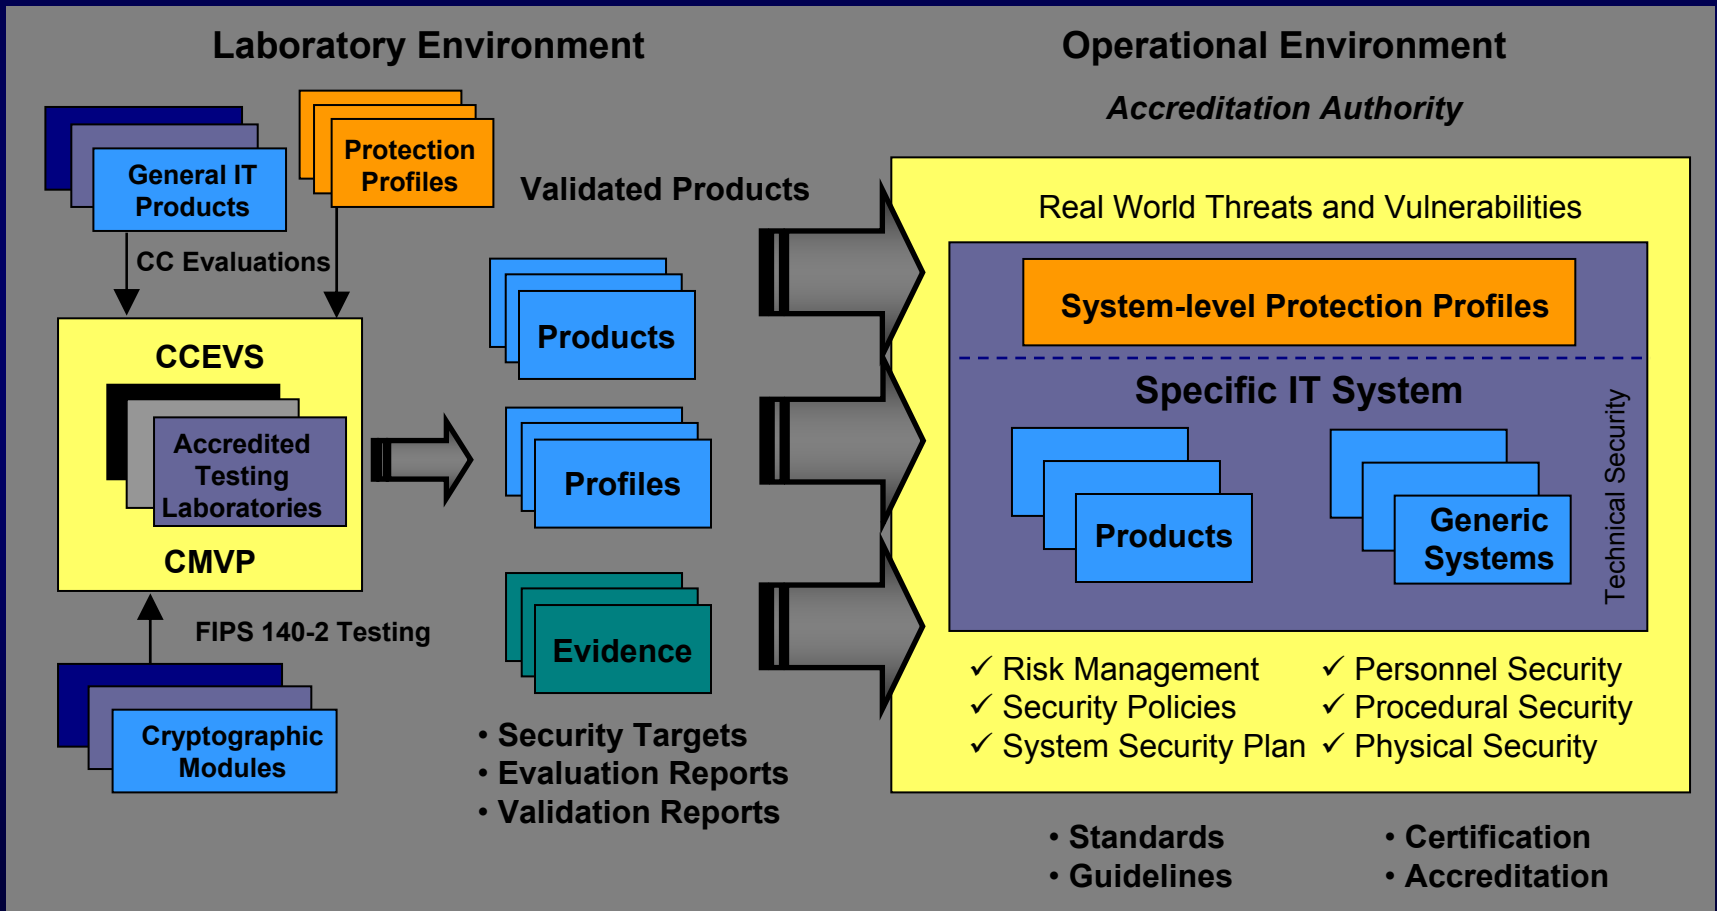 Laboratory Environment
Operational Environment
Accreditation Authority
General IT
Products
Protection
Profiles
CC Evaluations
CCEVS
Accredited
Testing
Laboratories
CMVP
FIPS 140-2 Testing
Cryptographic
Modules
Validated Products
Products
Profiles
Evidence
• Security Targets
• Evaluation Reports
• Validation Reports
Real World Threats and Vulnerabilities
System-level Protection Profiles
Specific IT System
Products
Generic
Systems
Technical Security
✓ Risk Management
✓ Security Policies
✓ System Security Plan
✓ Personnel Security
✓ Procedural Security
✓ Physical Security
• Standards
• Guidelines
• Certification
• Accreditation